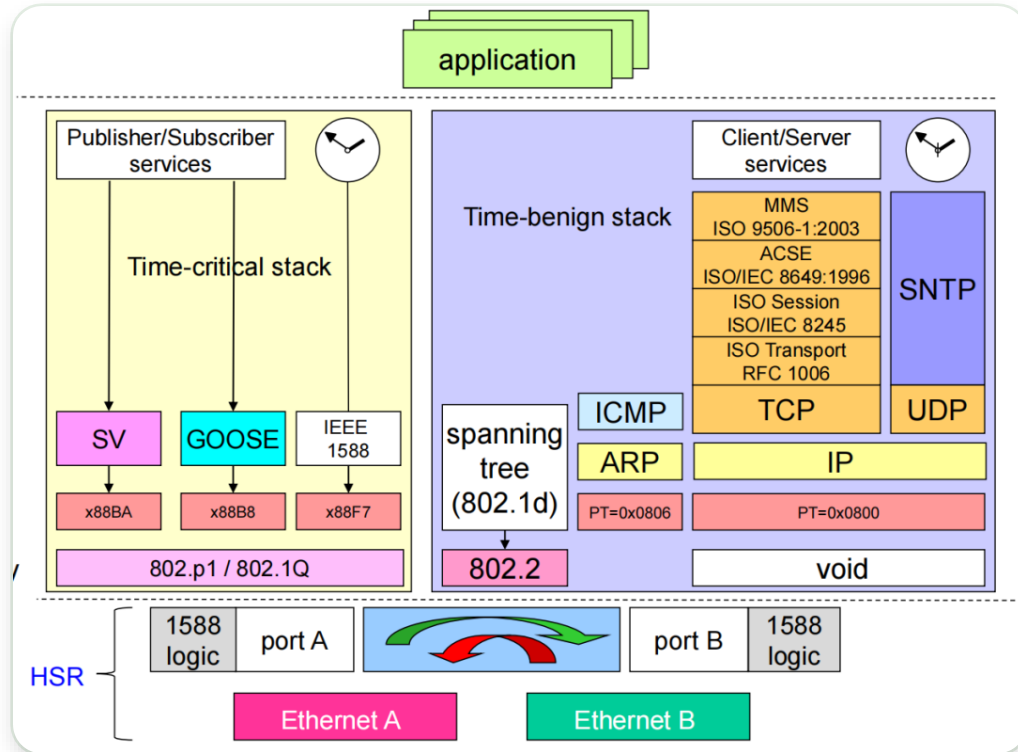 application
Publisher/Subscriber
services
Client/Server
services
Time-critical stack
Time-benign stack
MMS
ISO 9506-1:2003
ACSE
ISO/IEC 8649:1996
ISO Session
ISO/IEC 8245
ISO Transport
RFC 1006
SNTP
SV
GOOSE
IEEE
1588
spanning
tree
(802.1d)
ICMP
TCP
UDP
ARP
IP
x88BA
x88B8
x88F7
PT=0x0806
PT=0x0800
802.p1 / 802.1Q
802.2
void
HSR
1588
logic
port A
port B
1588
logic
Ethernet A
Ethernet B